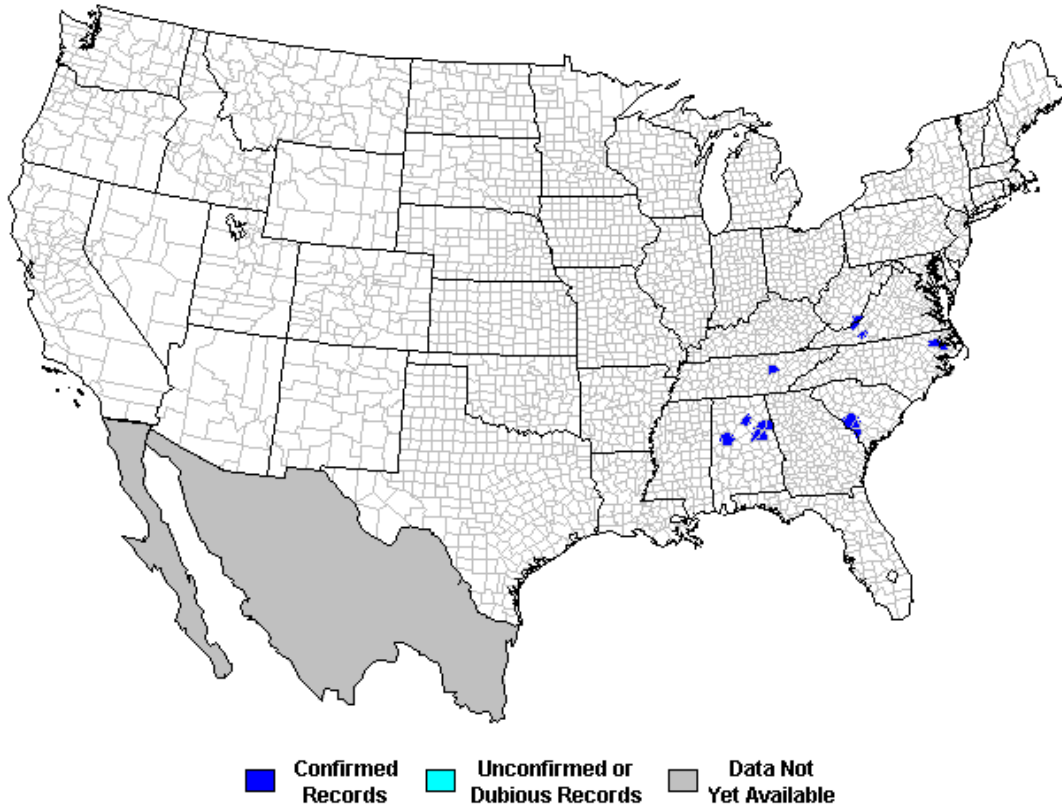 Confirmed
Records
Unconfirmed or
Dubious Records
Data Not
Yet Available